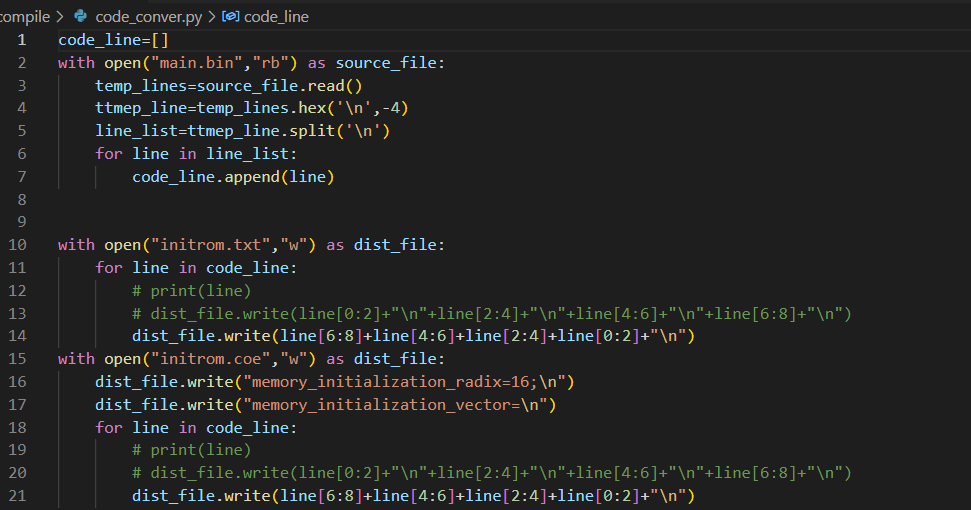 compile > code_conver.py > code_line
1 code_line=[]
2 with open("main.bin","rb") as source_file:
3 temp_lines=source_file.read()
4 ttmep_line=temp_lines.hex('\n',-4)
5 line_list=ttmep_line.split('\n')
6 for line in line_list:
7 code_line.append(line)
8
9
10 with open("initrom.txt","w") as dist_file:
11 for line in code_line:
12 # print(line)
13 # dist_file.write(line[0:2]+"\n"+line[2:4]+"\n"+line[4:6]+"\n"+line[6:8]+"\n")
14 dist_file.write(line[6:8]+line[4:6]+line[2:4]+line[0:2]+"\n")
15 with open("initrom.coe","w") as dist_file:
16 dist_file.write("memory_initialization_radix=16;\n")
17 dist_file.write("memory_initialization_vector=\n")
18 for line in code_line:
19 # print(line)
20 # dist_file.write(line[0:2]+"\n"+line[2:4]+"\n"+line[4:6]+"\n"+line[6:8]+"\n")
21 dist_file.write(line[6:8]+line[4:6]+line[2:4]+line[0:2]+"\n")